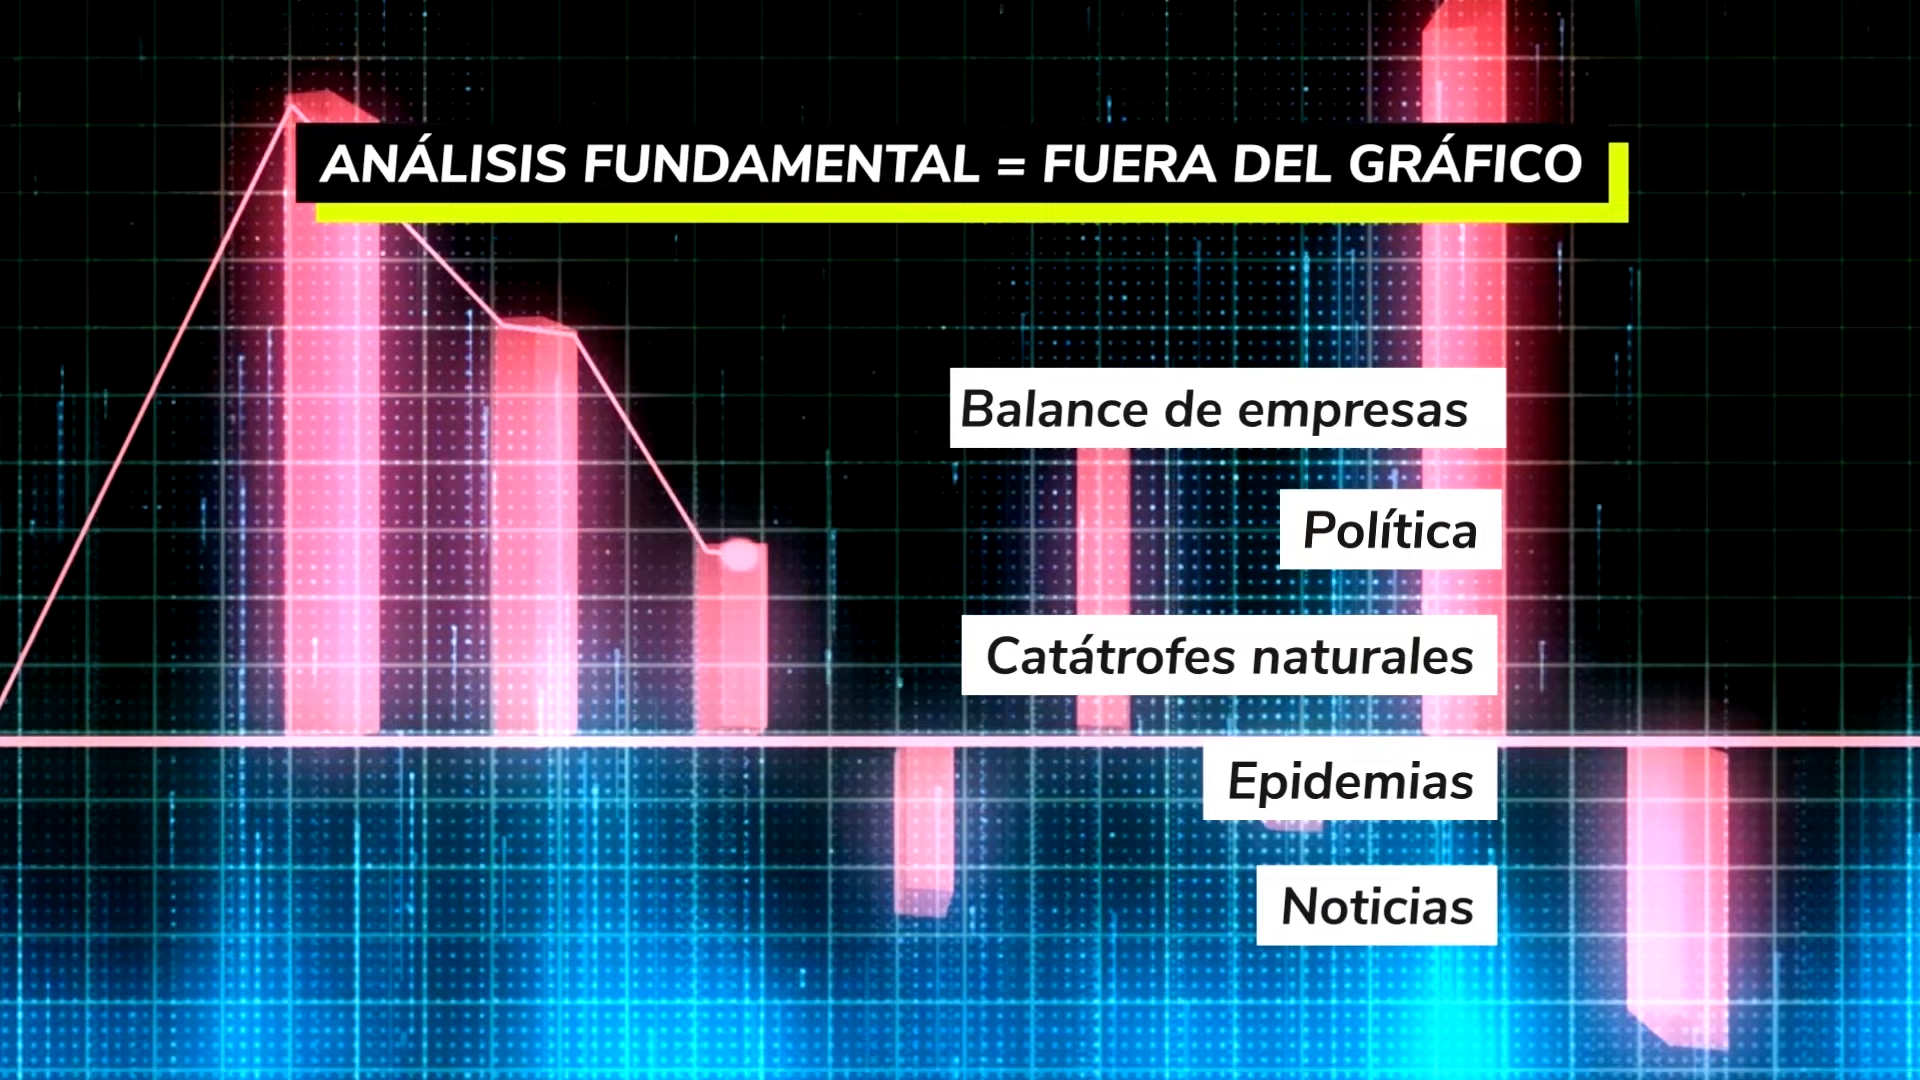 ANÁLISIS FUNDAMENTAL = FUERA DEL GRÁFICO
Balance de empresas
Política
Catátrofes naturales
Epidemias
Noticias